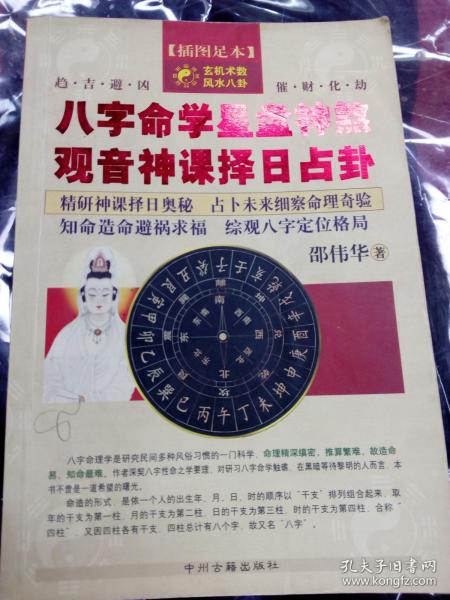 【插图足本】
玄机术数
风水八卦
趋·吉·避·凶
催·财·化·劫
八字命学星盘神煞
观音神课择日占卦
精研神课择日奥秘 占卜未来细察命理奇验
知命造命避祸求福 综观八字定位格局
邵伟华 著
八字命理学是研究民间多种风俗习惯的一门科学，命理精深缜密，推算繁难，故造命
易，知命最难。作者深契八字性命之学要理，对研习八字命学触蹼，在黑暗等待黎明的人而言，本
书不啻是一道希望的曙光。
命造的形式，是依一个人的出生年、月、日、时的顺序以“干支”排列组合起来，取
年的干支为第一柱，月的干支为第二柱，日的干支为第三柱，时的干支为第四柱，合称
“四柱”，又因四柱各有干支，四柱总计有八个字，故又名“八字”。
中州古籍出版社
孔夫子旧书网
www.kongfz.com